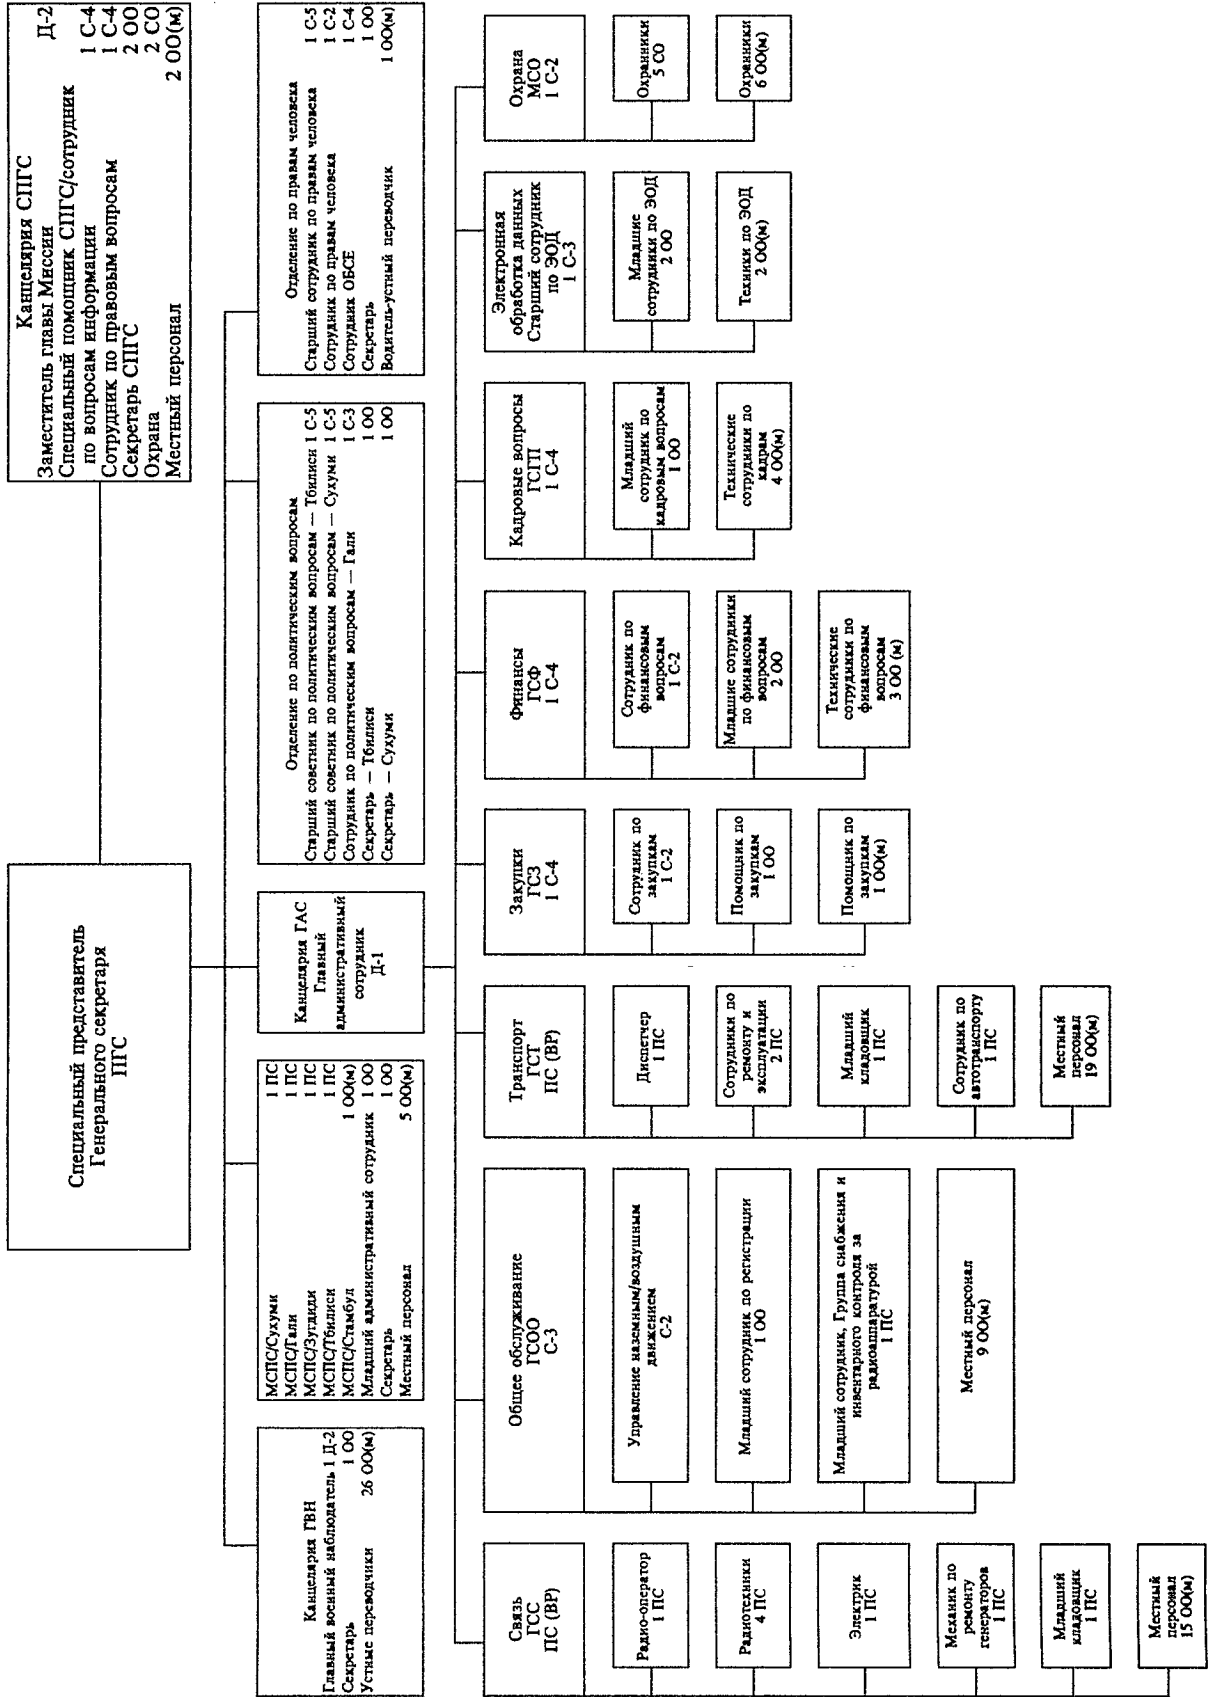 Специальный представитель
Генерального секретаря
ПГС
Канцелярия СПГС
Заместитель главы Миссии Д-2
Специальный помощник СПГС/сотрудник
по вопросам информации 1 С-4
Сотрудник по правовым вопросам 1 С-4
Секретарь СПГС 2 ОО
Охрана 2 СО
Местный персонал 2 ОО(м)
Канцелярия ГВН
Главный военный наблюдатель 1 Д-2
Секретарь 1 ОО
Устные переводчики 26 ОО(м)
МСПС/Сухуми 1 ПС
МСПС/Гали 1 ПС
МСПС/Зугдиди 1 ПС
МСПС/Тбилиси 1 ПС
МСПС/Стамбул 1 ОО(м)
Младший административный сотрудник 1 ОО
Секретарь 1 ОО
Местный персонал 5 ОО(м)
Канцелярия ГАС
Главный
административный
сотрудник
Д-1
Отделение по политическим вопросам
Старший советник по политическим вопросам — Тбилиси 1 С-5
Старший советник по политическим вопросам — Сухуми 1 С-5
Сотрудник по политическим вопросам — Гали 1 С-3
Секретарь — Тбилиси 1 ОО
Секретарь — Сухуми 1 ОО
Отделение по правам человека
Старший сотрудник по правам человека 1 С-5
Сотрудник по правам человека 1 С-2
Сотрудник ОБСЕ 1 С-4
Секретарь 1 ОО
Водитель-устный переводчик 1 ОО(м)
Связь
ГСС
ПС (ВР)
Радио-оператор
1 ПС
Радиотехники
4 ПС
Электрик
1 ПС
Механик по
ремонту
генераторов
1 ПС
Младший
кладовщик
1 ПС
Местный
персонал
15 ОО(м)
Общее обслуживание
ГСОО
С-3
Управление наземным/воздушным
движением
С-2
Младший сотрудник по регистрации
1 ОО
Младший сотрудник, Группа снабжения и
инвентарного контроля за
радиоаппаратурой
1 ПС
Местный персонал
9 ОО(м)
Транспорт
ГСТ
ПС (ВР)
Диспетчер
1 ПС
Сотрудники по
ремонту и
эксплуатации
2 ПС
Младший
кладовщик
1 ПС
Сотрудник по
автотранспорту
1 ПС
Местный
персонал
19 ОО(м)
Закупки
ГСЗ
1 С-4
Сотрудник по
закупкам
1 С-2
Помощник по
закупкам
1 ОО
Помощник по
закупкам
1 ОО(м)
Финансы
ГСФ
1 С-4
Сотрудник по
финансовым
вопросам
1 С-2
Младшие сотрудники
по финансовым
вопросам
2 ОО
Технические
сотрудники по
финансовым
вопросам
3 ОО (м)
Кадровые вопросы
ГСГП
1 С-4
Младший
сотрудник по
кадровым вопросам
1 ОО
Технические
сотрудники по
кадрам
4 ОО(м)
Электронная
обработка данных
Старший сотрудник
по ЭОД
1 С-3
Младшие
сотрудники по ЭОД
2 ОО
Техники по ЭОД
2 ОО(м)
Охрана
МСО
1 С-2
Охранники
5 СО
Охранники
6 ОО(м)